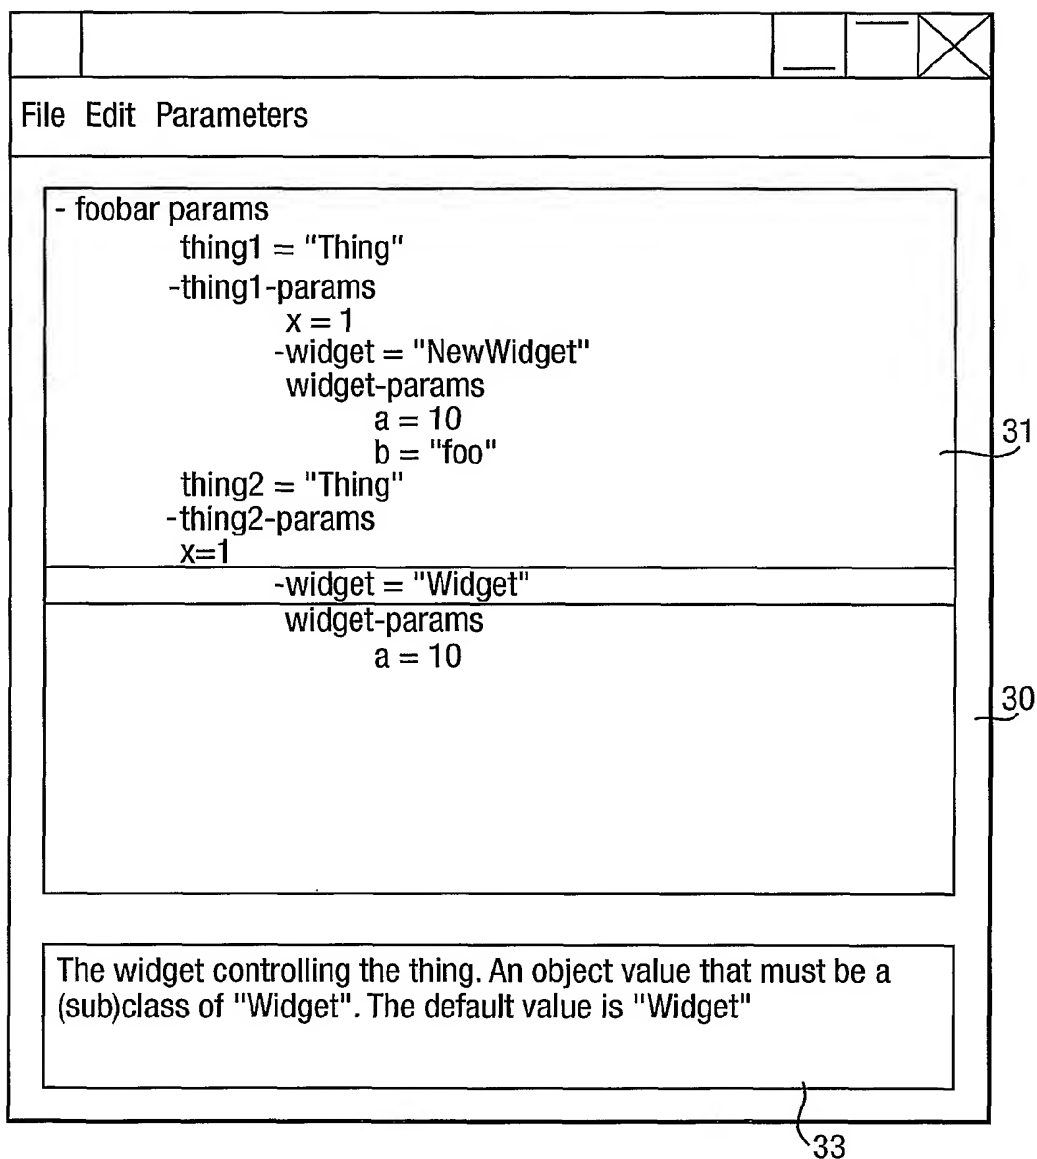 File Edit Parameters
- foobar params
thing1 = "Thing"
-thing1-params
x = 1
-widget = "NewWidget"
widget-params
a = 10
b = "foo"
31
thing2 = "Thing"
-thing2-params
x=1
-widget = "Widget"
widget-params
a = 10
30
The widget controlling the thing. An object value that must be a
(sub)class of "Widget". The default value is "Widget"
33